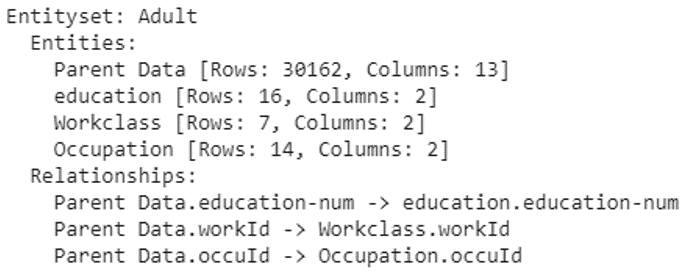 Entityset: Adult
Entities:
Parent Data [Rows: 30162, Columns: 13]
education [Rows: 16, Columns: 2]
Workclass [Rows: 7, Columns: 2]
Occupation [Rows: 14, Columns: 2]
Relationships:
Parent Data.education-num -> education.education-num
Parent Data.workId -> Workclass.workId
Parent Data.occuId -> Occupation.occuId